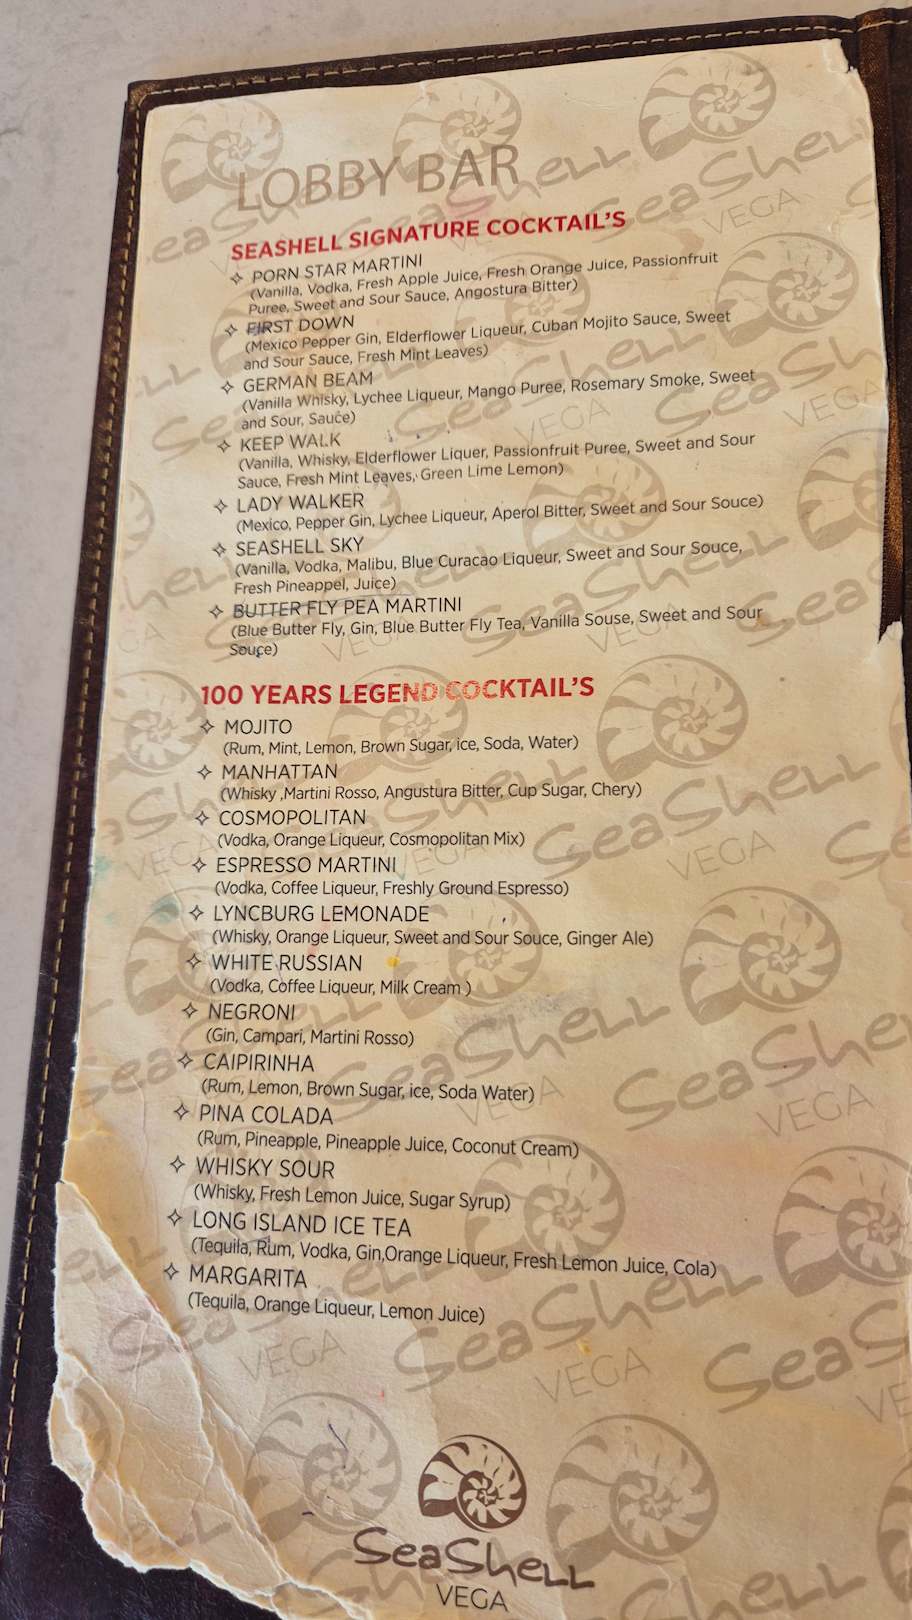 LOBBY BAR
SEASHELL SIGNATURE COCKTAIL'S
PORN STAR MARTINI
(Vanilla, Vodka, Fresh Apple Juice, Fresh Orange Juice, Passionfruit
Puree, Sweet and Sour Sauce, Angostura Bitter)
FIRST DOWN
(Mexico Pepper Gin, Elderflower Liqueur, Cuban Mojito Sauce, Sweet
and Sour Sauce, Fresh Mint Leaves)
GERMAN BEAM
(Vanilla Whisky, Lychee Liqueur, Mango Puree, Rosemary Smoke, Sweet
and Sour, Sauce)
KEEP WALK
(Vanilla, Whisky, Elderflower Liquer, Passionfruit Puree, Sweet and Sour
Sauce, Fresh Mint Leaves, Green Lime Lemon)
LADY WALKER
(Mexico, Pepper Gin, Lychee Liqueur, Aperol Bitter, Sweet and Sour Souce)
SEASHELL SKY
(Vanilla, Vodka, Malibu, Blue Curacao Liqueur, Sweet and Sour Souce,
Fresh Pineappel, Juice)
BUTTER FLY PEA MARTINI
(Blue Butter Fly, Gin, Blue Butter Fly Tea, Vanilla Souse, Sweet and Sour
Souce)
100 YEARS LEGEND COCKTAIL'S
MOJITO
(Rum, Mint, Lemon, Brown Sugar, ice, Soda, Water)
MANHATTAN
(Whisky ,Martini Rosso, Angustura Bitter, Cup Sugar, Chery)
COSMOPOLITAN
(Vodka, Orange Liqueur, Cosmopolitan Mix)
ESPRESSO MARTINI
(Vodka, Coffee Liqueur, Freshly Ground Espresso)
LYNCBURG LEMONADE
(Whisky, Orange Liqueur, Sweet and Sour Souce, Ginger Ale)
WHITE RUSSIAN
(Vodka, Coffee Liqueur, Milk Cream )
NEGRONI
(Gin, Campari, Martini Rosso)
CAIPIRINHA
(Rum, Lemon, Brown Sugar, ice, Soda Water)
PINA COLADA
(Rum, Pineapple, Pineapple Juice, Coconut Cream)
WHISKY SOUR
(Whisky, Fresh Lemon Juice, Sugar Syrup)
LONG ISLAND ICE TEA
(Tequila, Rum, Vodka, Gin,Orange Liqueur, Fresh Lemon Juice, Cola)
MARGARITA
(Tequila, Orange Liqueur, Lemon Juice)
SeaShell
VEGA